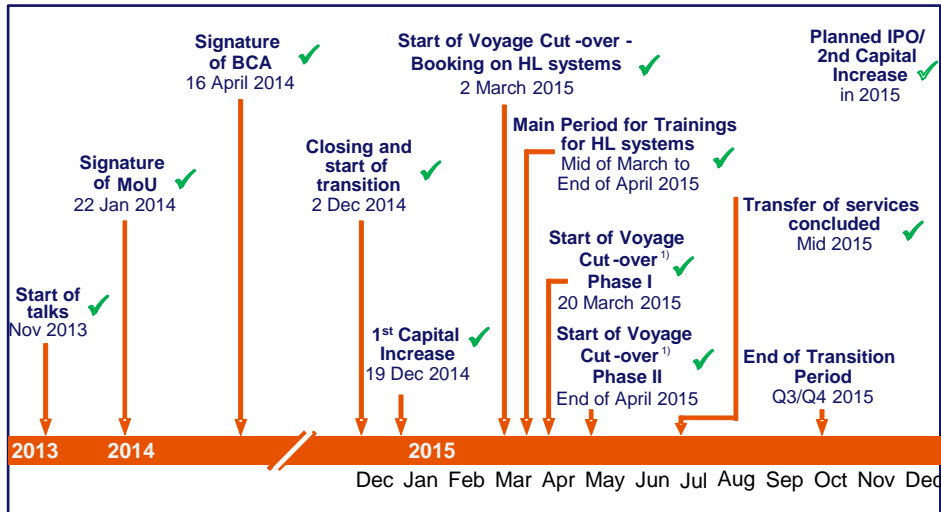 Start of
talks
Nov 2013
Signature
of MoU
22 Jan 2014
Signature
of BCA
16 April 2014
Closing and
start of
transition
2 Dec 2014
1st Capital
Increase
19 Dec 2014
Start of Voyage Cut-over -
Booking on HL systems
2 March 2015
Main Period for Trainings
for HL systems
Mid of March to
End of April 2015
Start of Voyage
Cut-over 1)
Phase I
20 March 2015
Start of Voyage
Cut-over 1)
Phase II
End of April 2015
Planned IPO/
2nd Capital
Increase
in 2015
Transfer of services
concluded
Mid 2015
End of Transition
Period
Q3/Q4 2015
2013 2014 2015
Dec Jan Feb Mar Apr May Jun Jul Aug Sep Oct Nov Dec